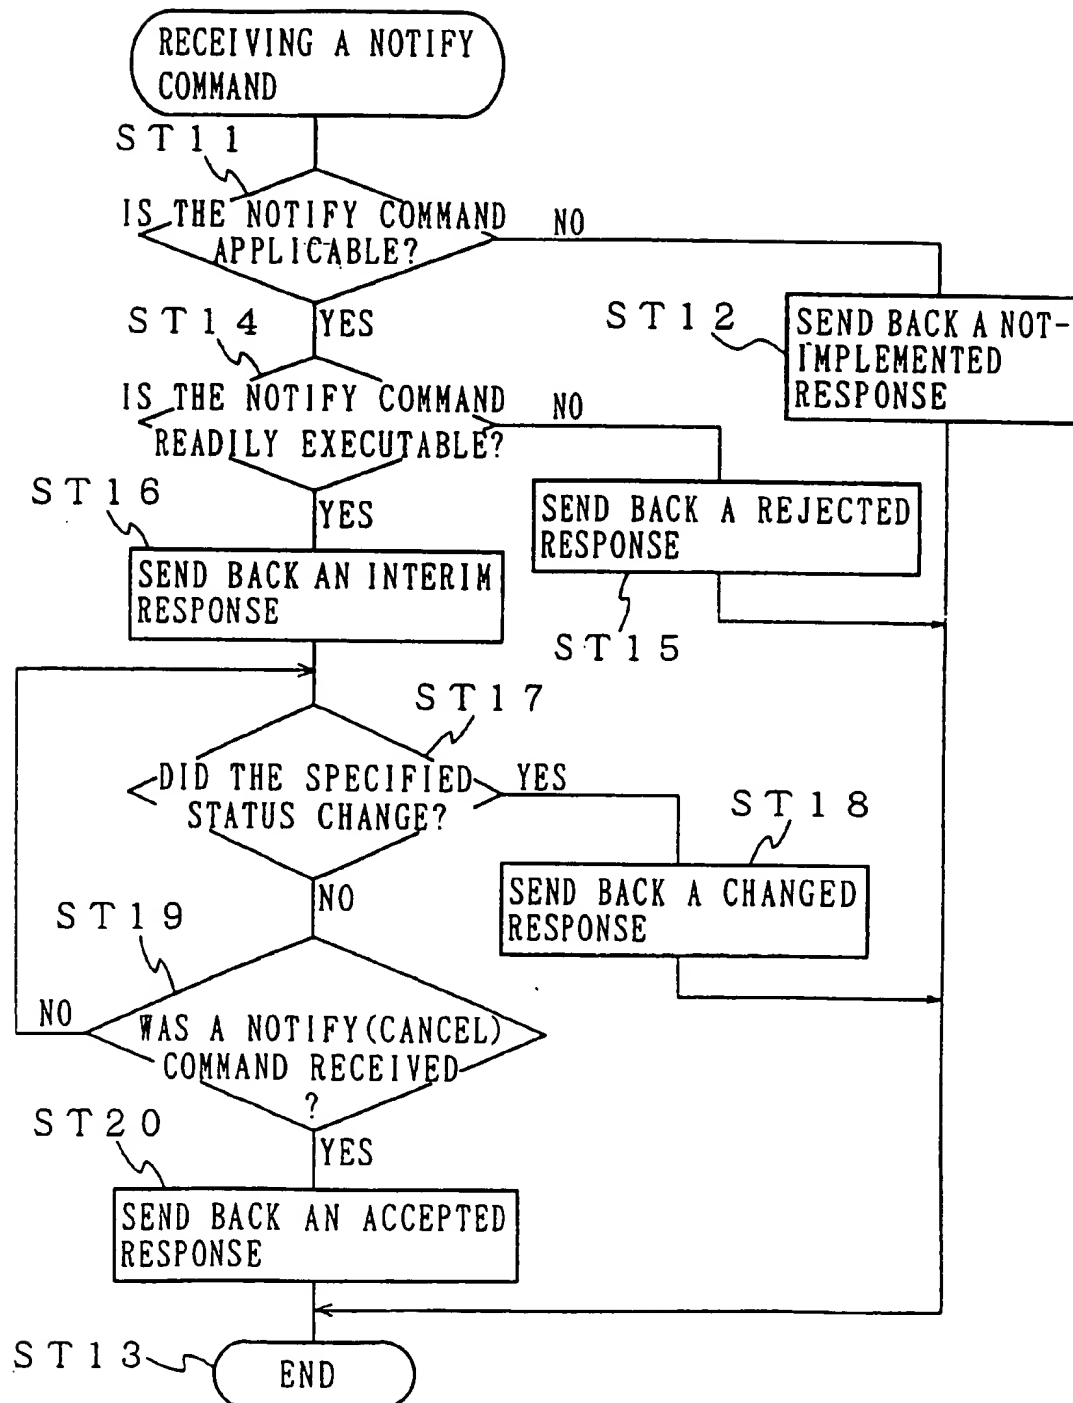 RECEIVING A NOTIFY
COMMAND
ST11
IS THE NOTIFY COMMAND
APPLICABLE?
NO
YES
ST12
SEND BACK A NOT-
IMPLEMENTED
RESPONSE
ST14
IS THE NOTIFY COMMAND
READILY EXECUTABLE?
NO
YES
SEND BACK A REJECTED
RESPONSE
ST15
ST16
SEND BACK AN INTERIM
RESPONSE
ST17
DID THE SPECIFIED
STATUS CHANGE?
YES
NO
ST18
SEND BACK A CHANGED
RESPONSE
ST19
NO
WAS A NOTIFY(CANCEL)
COMMAND RECEIVED
?
YES
ST20
SEND BACK AN ACCEPTED
RESPONSE
ST13
END